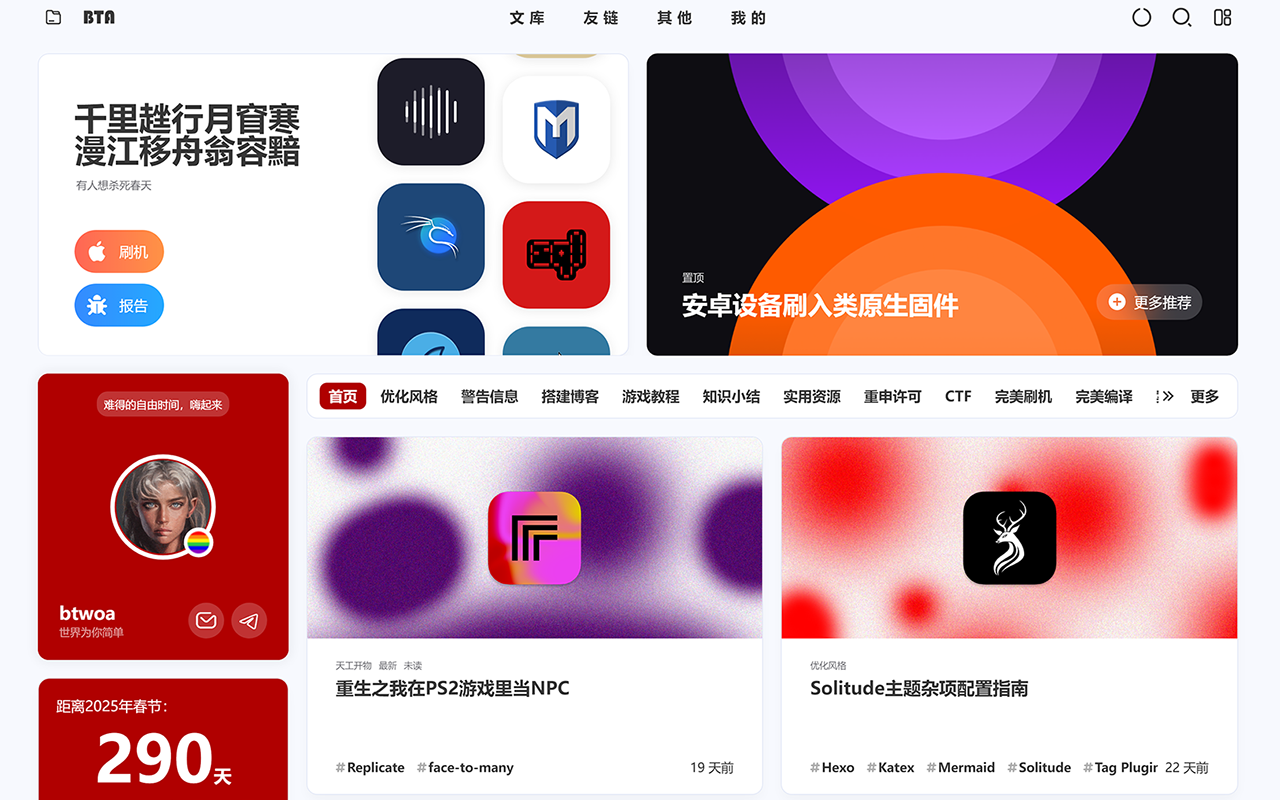 BTA
文库
友链
其他
我的
千里趖行月窅寒
漫江移舟翁容黯
有人想杀死春天
刷机
报告
置顶
安卓设备刷入类原生固件
更多推荐
难得的自由时间，嗨起来
btwoa
世界为你简单
距离2025年春节：
290天
首页 优化风格 警告信息 搭建博客 游戏教程 知识小结 实用资源 重申许可 CTF 完美刷机 完美编译 更多
天工开物 最新 未读
重生之我在PS2游戏里当NPC
#Replicate #face-to-many 19 天前
优化风格
Solitude主题杂项配置指南
#Hexo #Katex #Mermaid #Solitude #Tag Plugir 22 天前